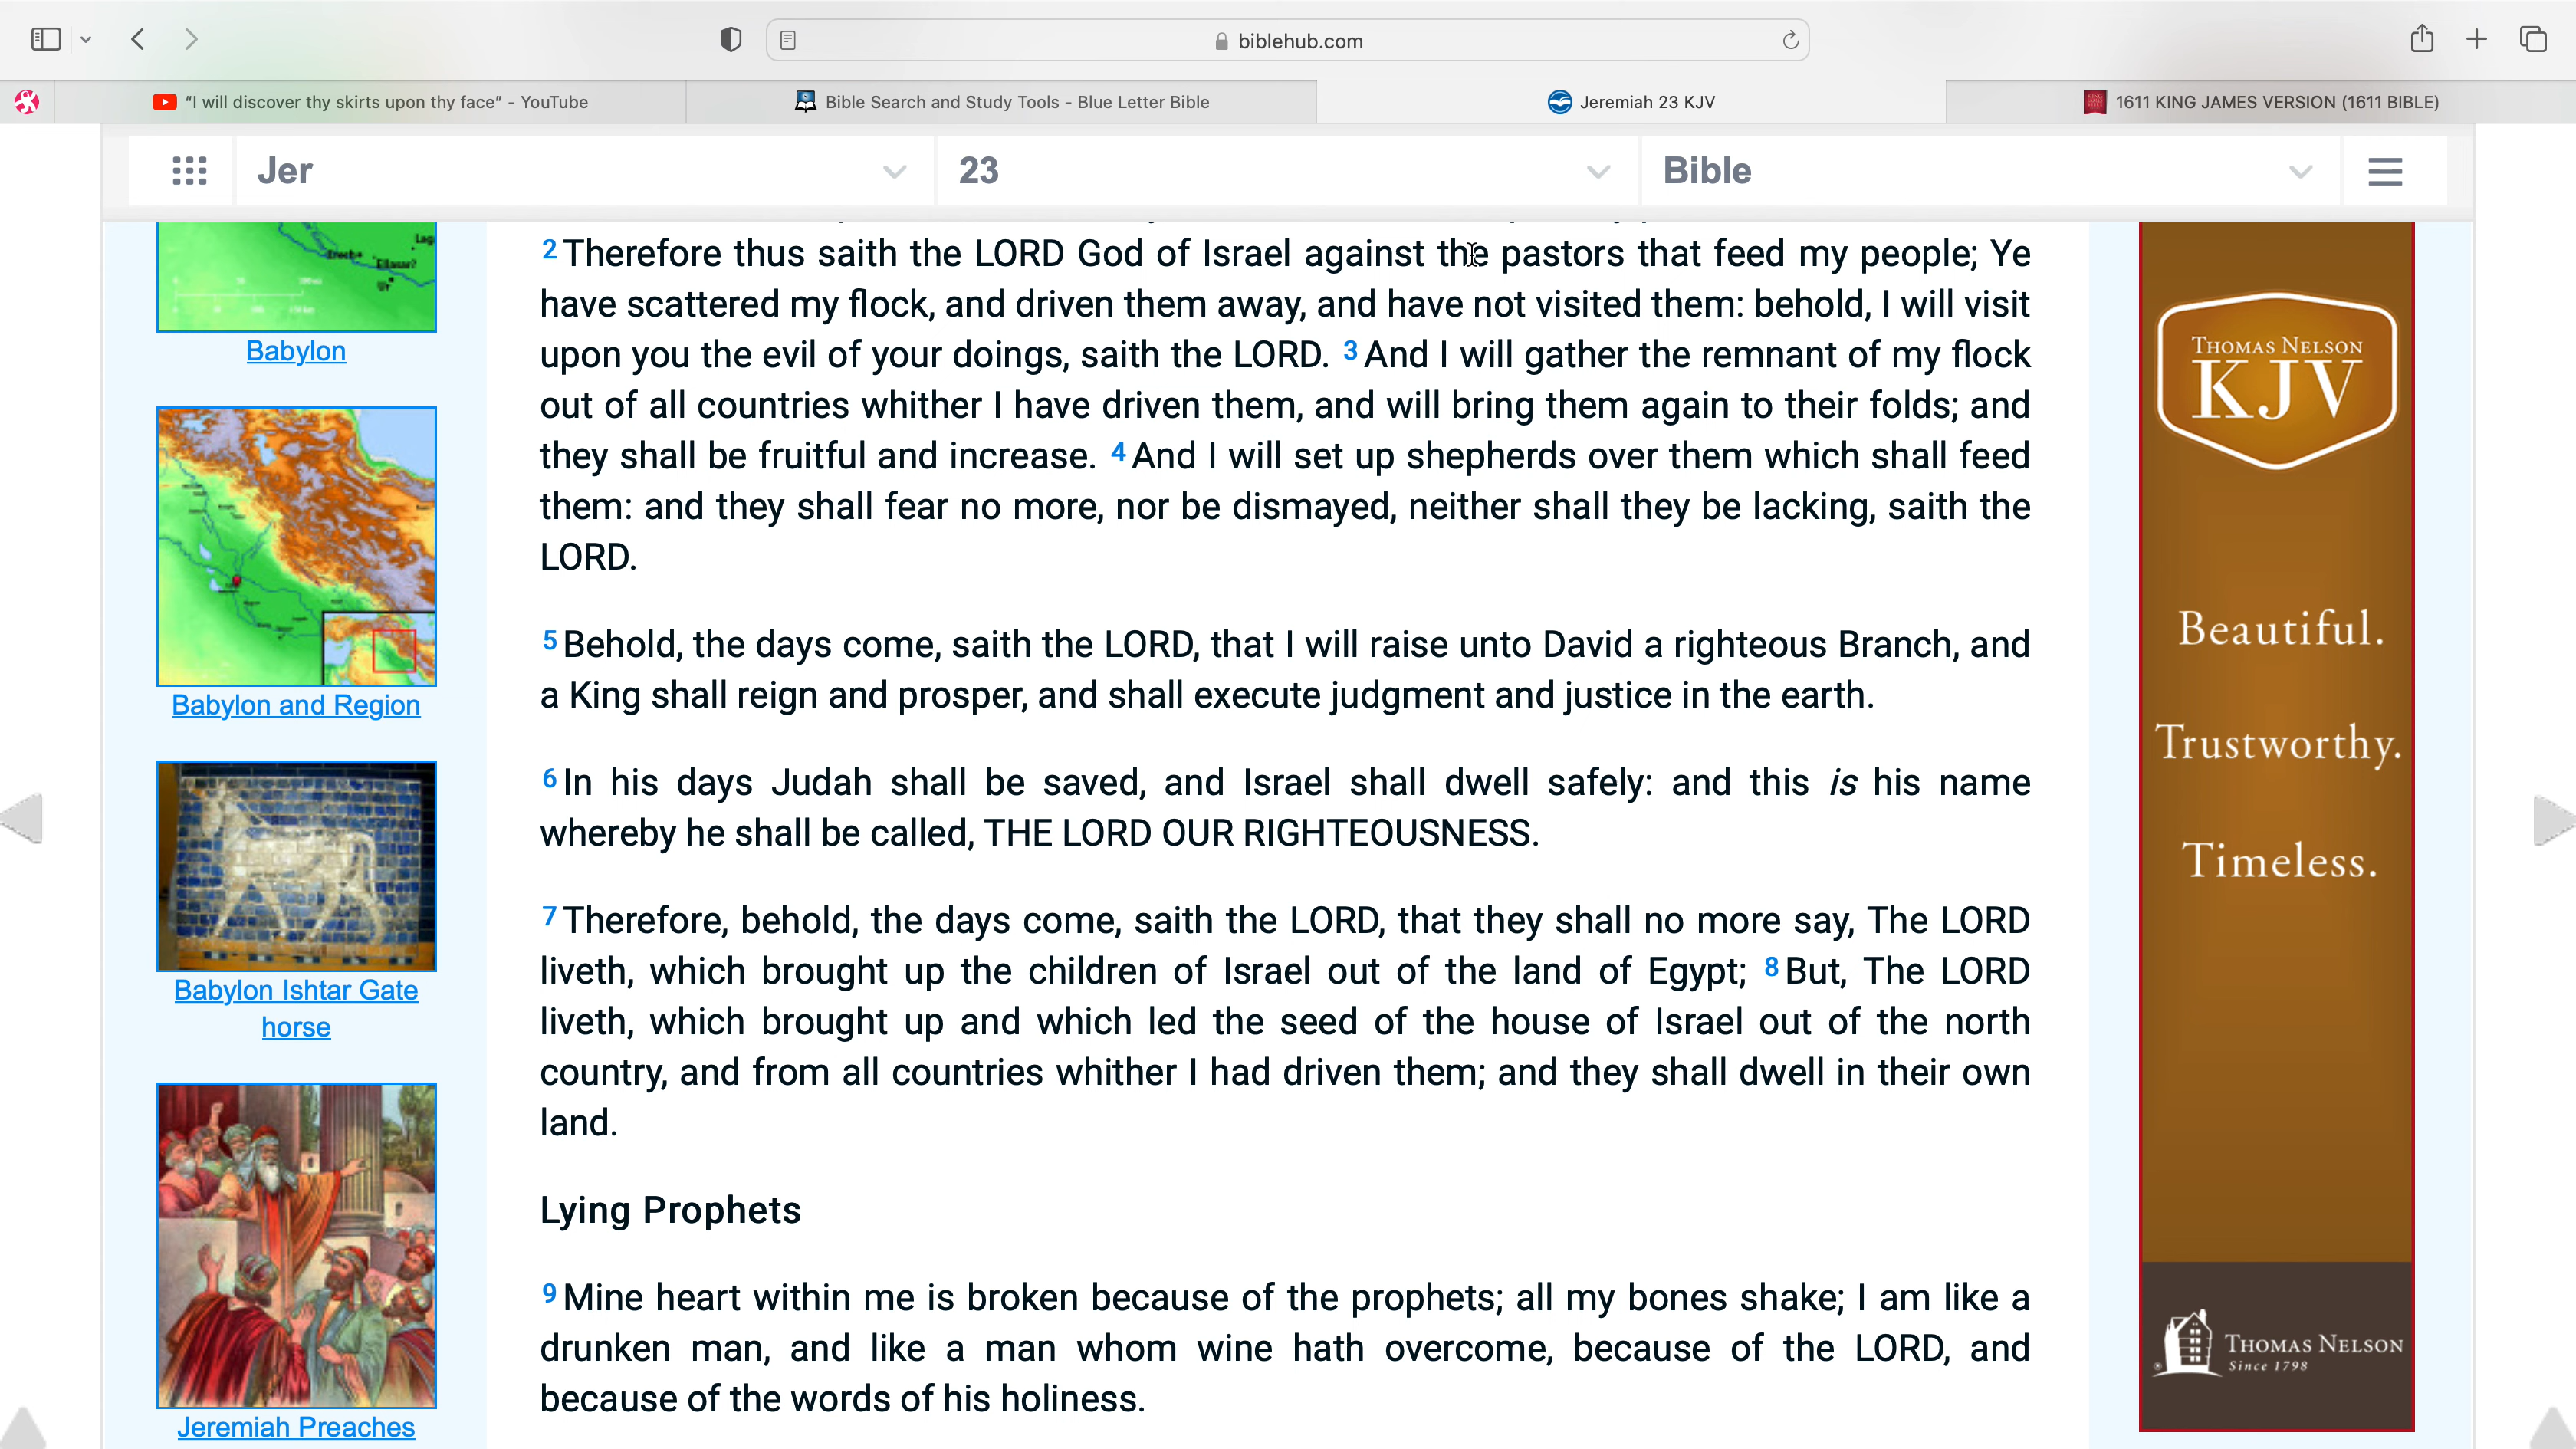 biblehub.com
“I will discover thy skirts upon thy face” - YouTube
Bible Search and Study Tools - Blue Letter Bible
Jeremiah 23 KJV
1611 KING JAMES VERSION (1611 BIBLE)
Jer
23
Bible
Babylon
Babylon and Region
Babylon Ishtar Gate
horse
Jeremiah Preaches
2 Therefore thus saith the LORD God of Israel against the pastors that feed my people; Ye
have scattered my flock, and driven them away, and have not visited them: behold, I will visit
upon you the evil of your doings, saith the LORD. 3 And I will gather the remnant of my flock
out of all countries whither I have driven them, and will bring them again to their folds; and
they shall be fruitful and increase. 4 And I will set up shepherds over them which shall feed
them: and they shall fear no more, nor be dismayed, neither shall they be lacking, saith the
LORD.
5 Behold, the days come, saith the LORD, that I will raise unto David a righteous Branch, and
a King shall reign and prosper, and shall execute judgment and justice in the earth.
6 In his days Judah shall be saved, and Israel shall dwell safely: and this is his name
whereby he shall be called, THE LORD OUR RIGHTEOUSNESS.
7 Therefore, behold, the days come, saith the LORD, that they shall no more say, The LORD
liveth, which brought up the children of Israel out of the land of Egypt; 8 But, The LORD
liveth, which brought up and which led the seed of the house of Israel out of the north
country, and from all countries whither I had driven them; and they shall dwell in their own
land.
Lying Prophets
9 Mine heart within me is broken because of the prophets; all my bones shake; I am like a
drunken man, and like a man whom wine hath overcome, because of the LORD, and
because of the words of his holiness.
THOMAS NELSON
KJV
Beautiful.
Trustworthy.
Timeless.
THOMAS NELSON
Since 1798